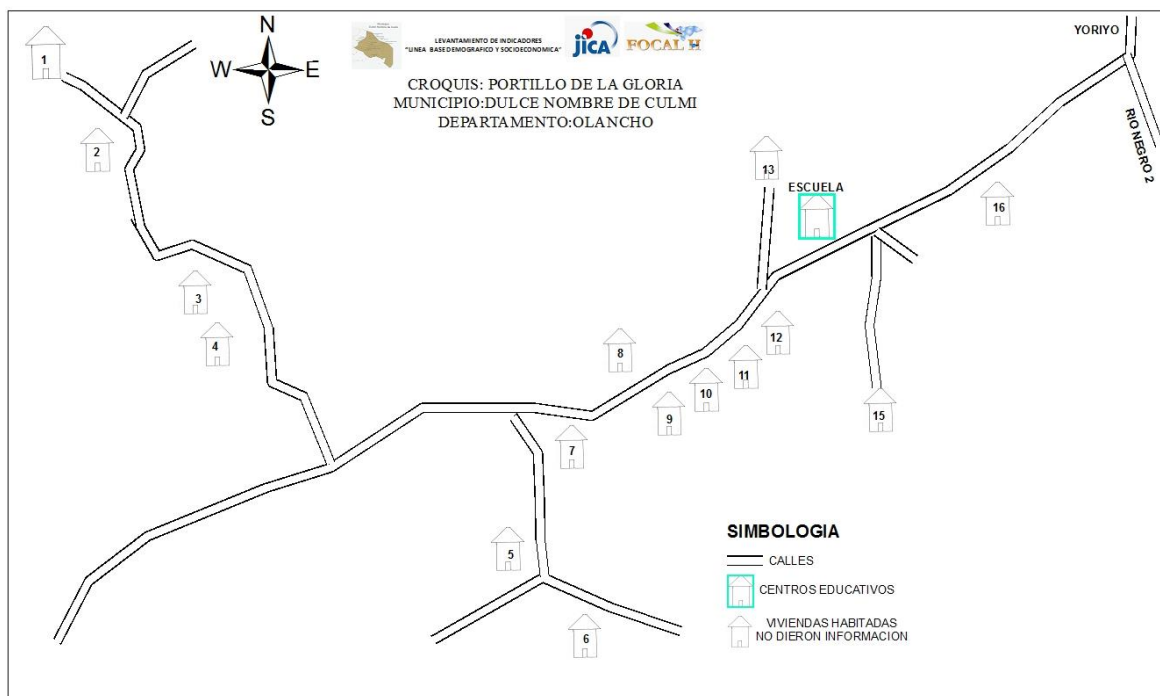 N
W E
S
LEVANTAMIENTO DE INDICADORES
"LINEA BASE DEMOGRAFICO Y SOCIOECONOMICA"
JICA
FOCAL H
CROQUIS: PORTILLO DE LA GLORIA
MUNICIPIO:DULCE NOMBRE DE CULMI
DEPARTAMENTO:OLANCHO
YORIYO
RIO NEGRO 2
1
2
13
ESCUELA
16
3
4
8
12
11
10
9
15
7
5
6
SIMBOLOGIA
CALLES
CENTROS EDUCATIVOS
VIVIENDAS HABITADAS
NO DIERON INFORMACION